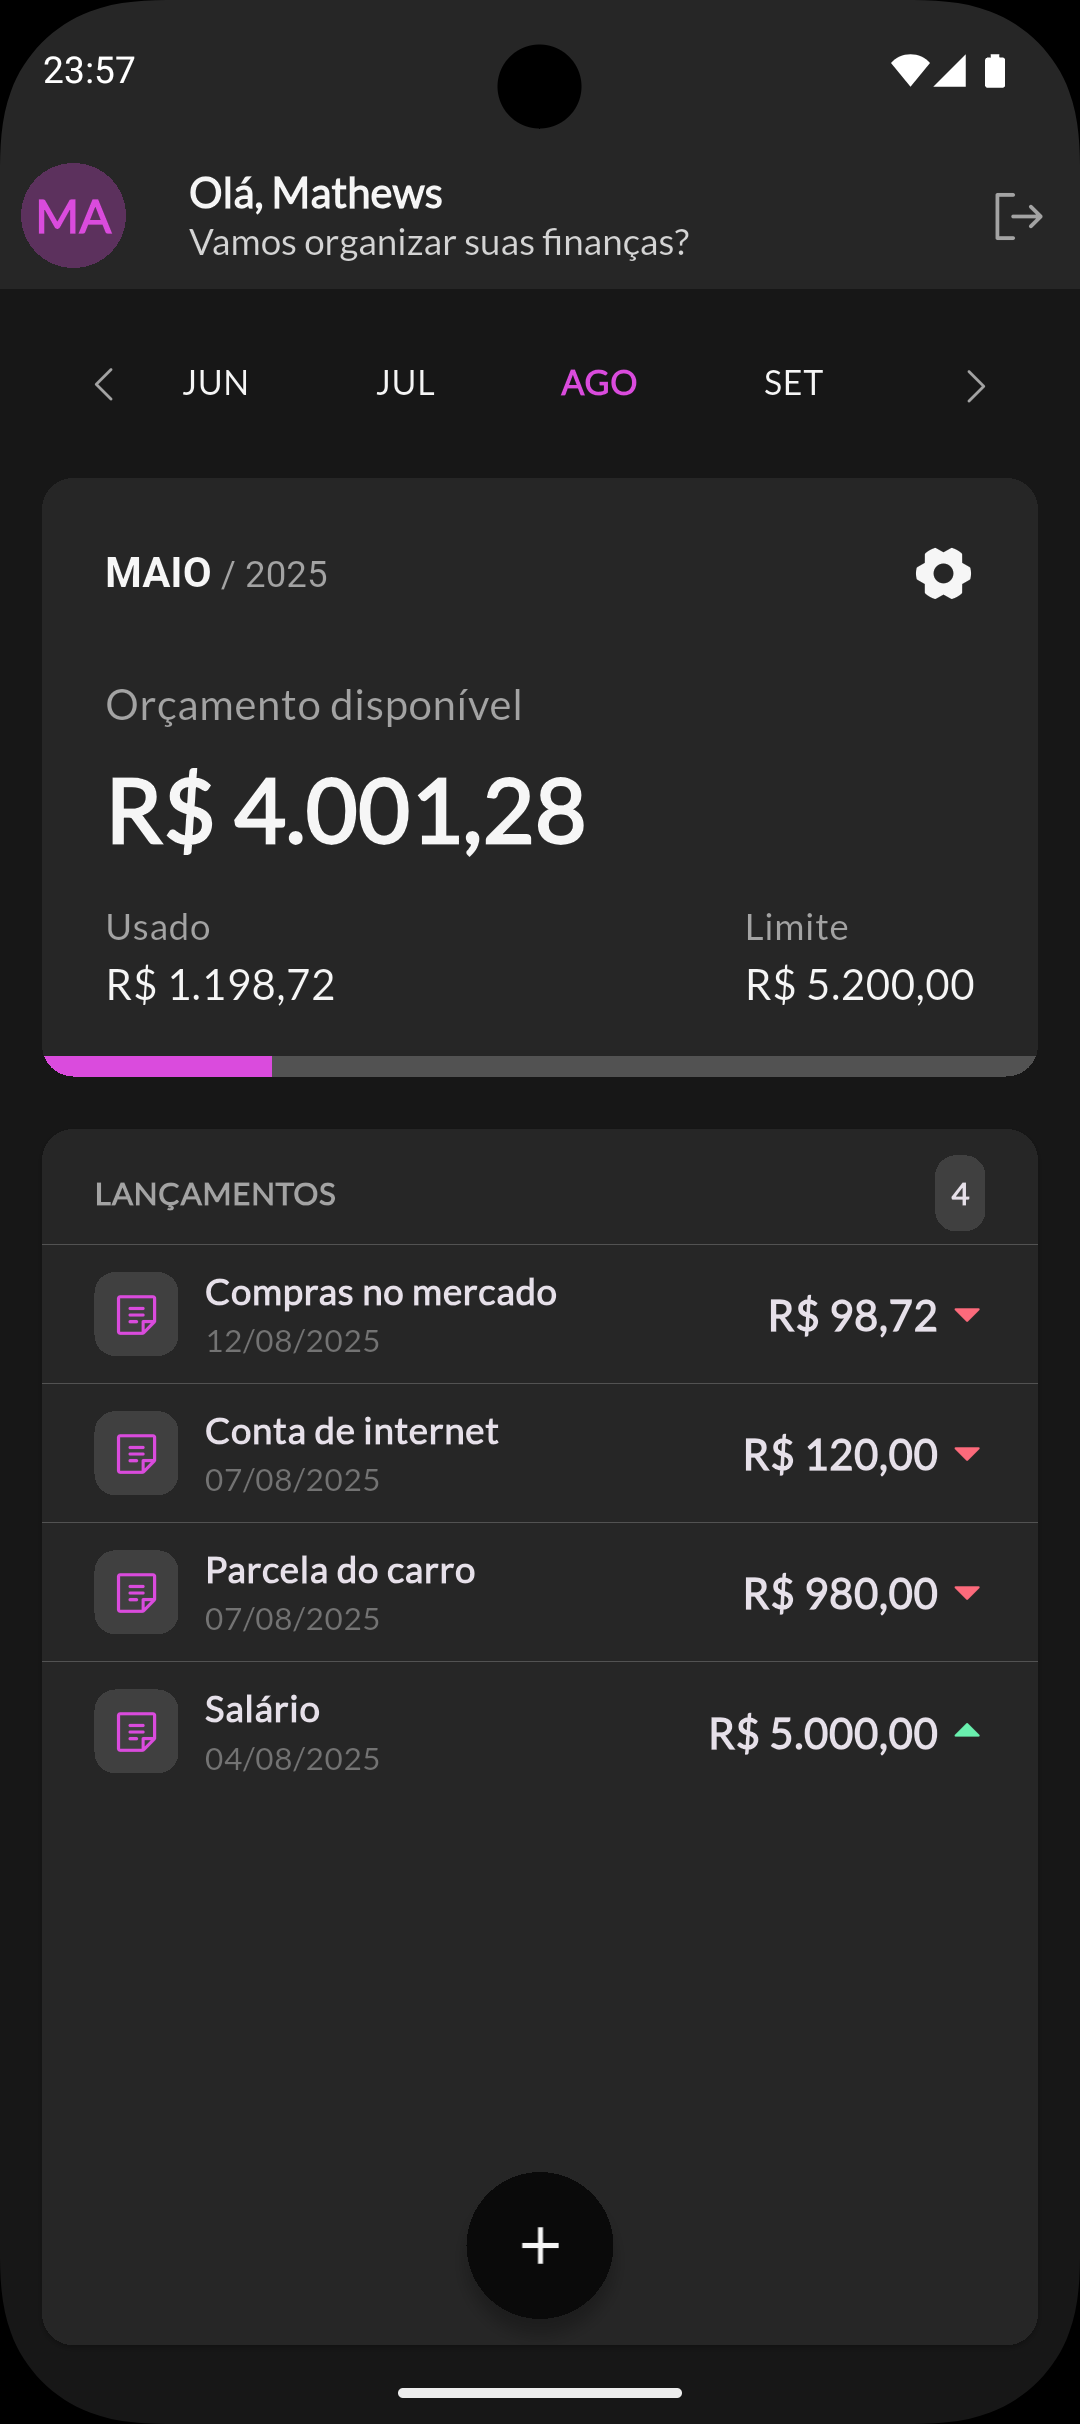 23:57
MA
Olá, Mathews
Vamos organizar suas finanças?
JUN JUL AGO SET
MAIO / 2025
Orçamento disponível
R$ 4.001,28
Usado Limite
R$ 1.198,72 R$ 5.200,00
LANÇAMENTOS 4
Compras no mercado
12/08/2025
R$ 98,72
Conta de internet
07/08/2025
R$ 120,00
Parcela do carro
07/08/2025
R$ 980,00
Salário
04/08/2025
R$ 5.000,00
+